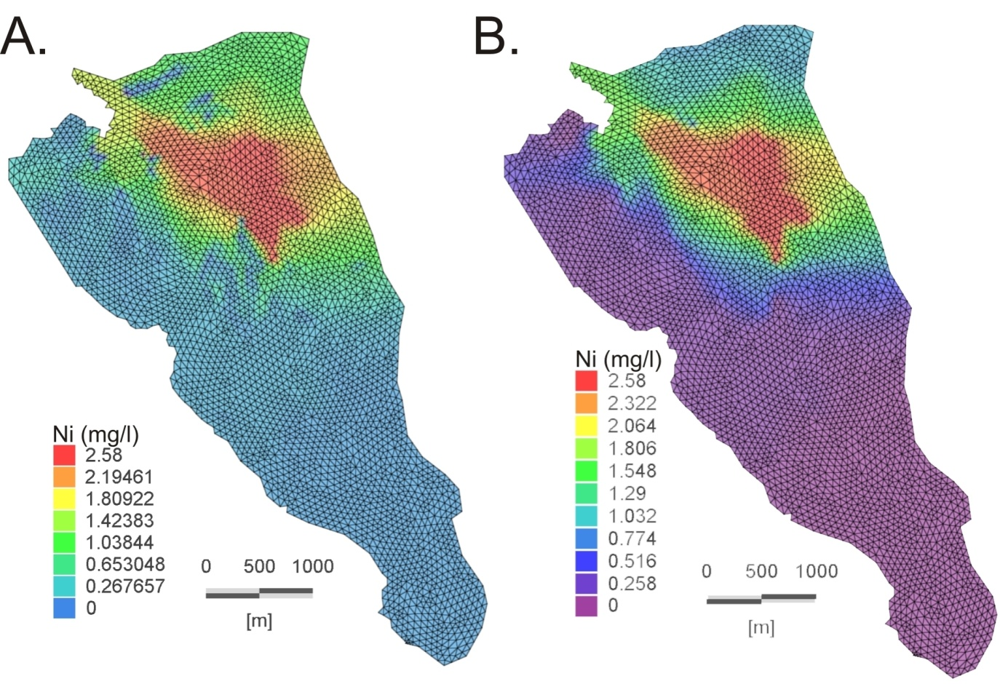 A.
B.
Ni (mg/l)
2.58
2.19461
1.80922
1.42383
1.03844
0.653048
0.267657
0
0 500 1000
[m]
Ni (mg/l)
2.58
2.322
2.064
1.806
1.548
1.29
1.032
0.774
0.516
0.258
0
0 500 1000
[m]